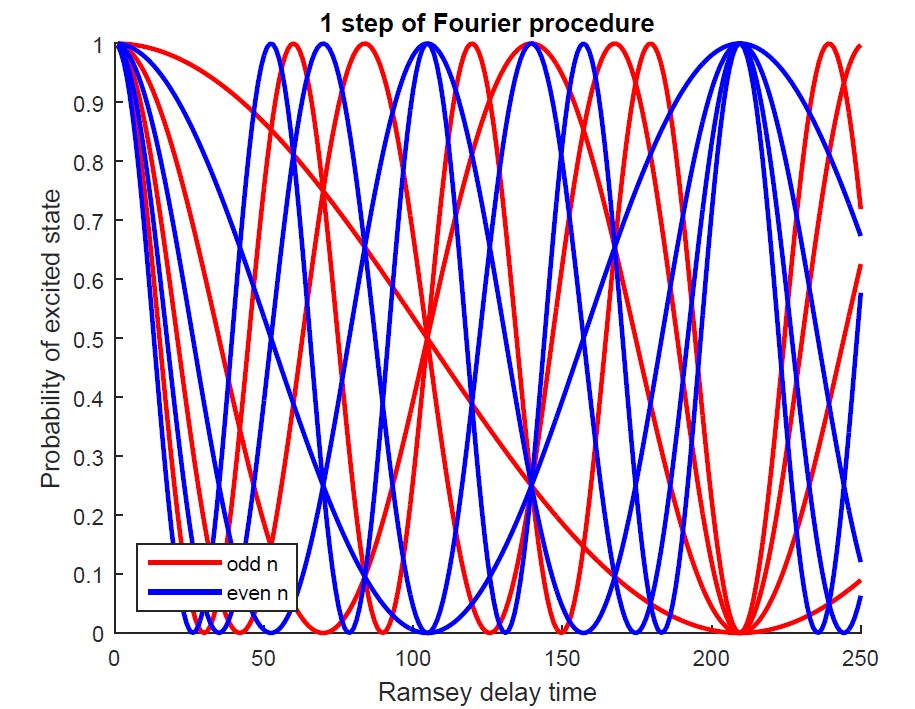 1 step of Fourier procedure
Probability of excited state
1
0.9
0.8
0.7
0.6
0.5
0.4
0.3
0.2
0.1
0
odd n
even n
0 50 100 150 200 250
Ramsey delay time